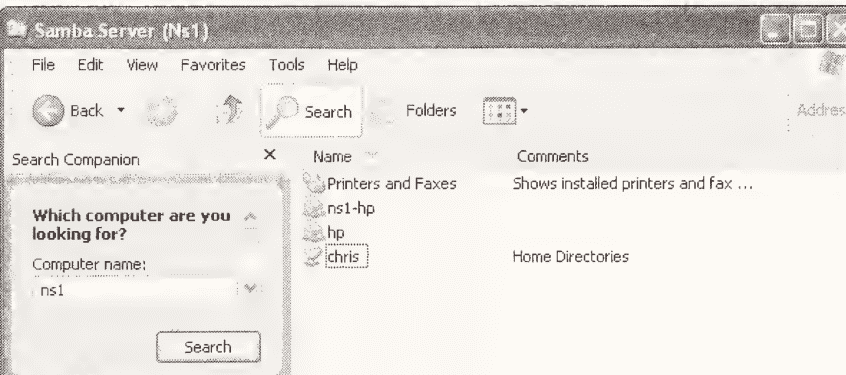 Samba Server (Ns1)
File Edit View Favorites Tools Help
Back Search Folders Addres
Search Companion
Which computer are you
looking for?
Computer name:
ns1
Search
Name Comments
Printers and Faxes Shows installed printers and fax ...
ns1-hp
hp
chris Home Directories